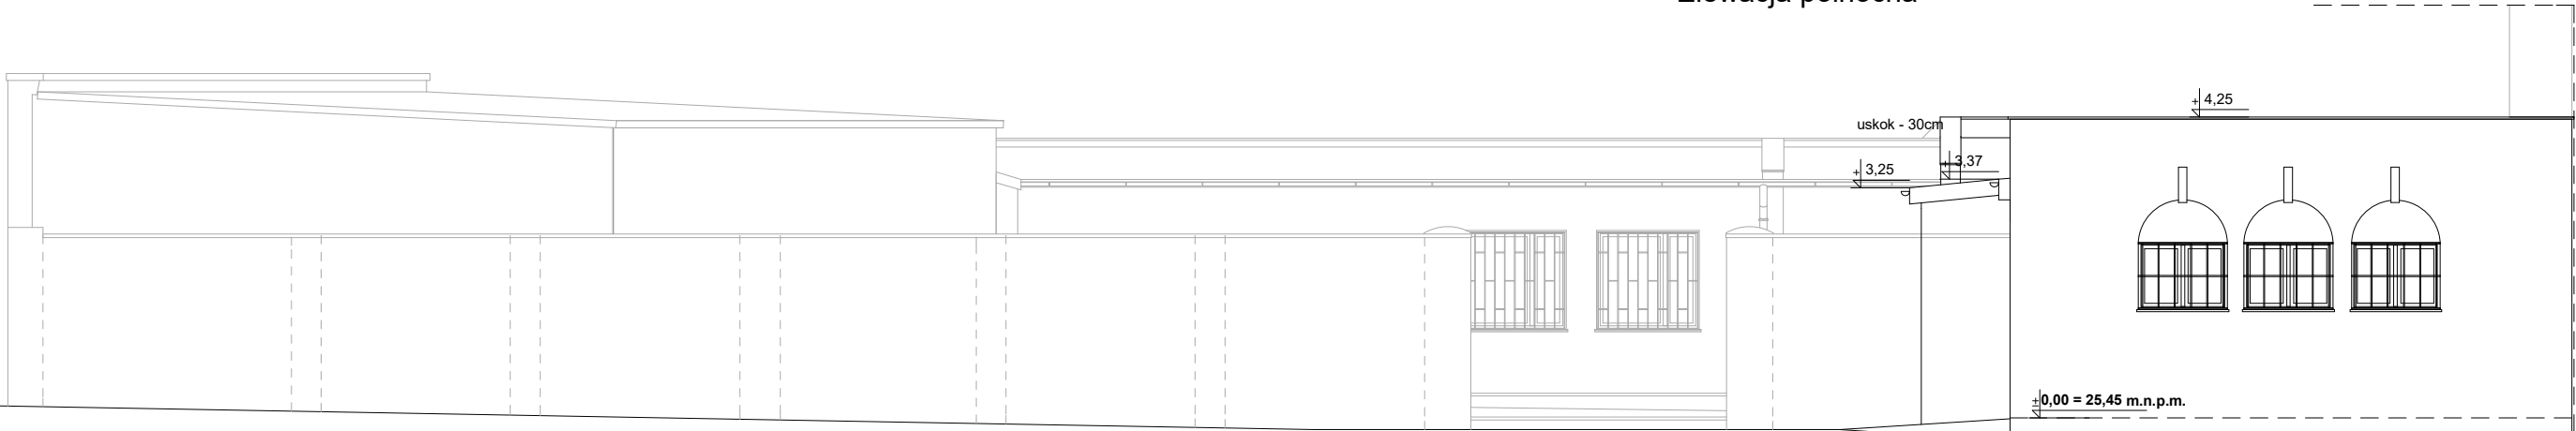 + 4,25
uskok - 30cm
+ 3,37
+ 3,25
±0,00 = 25,45 m.n.p.m.